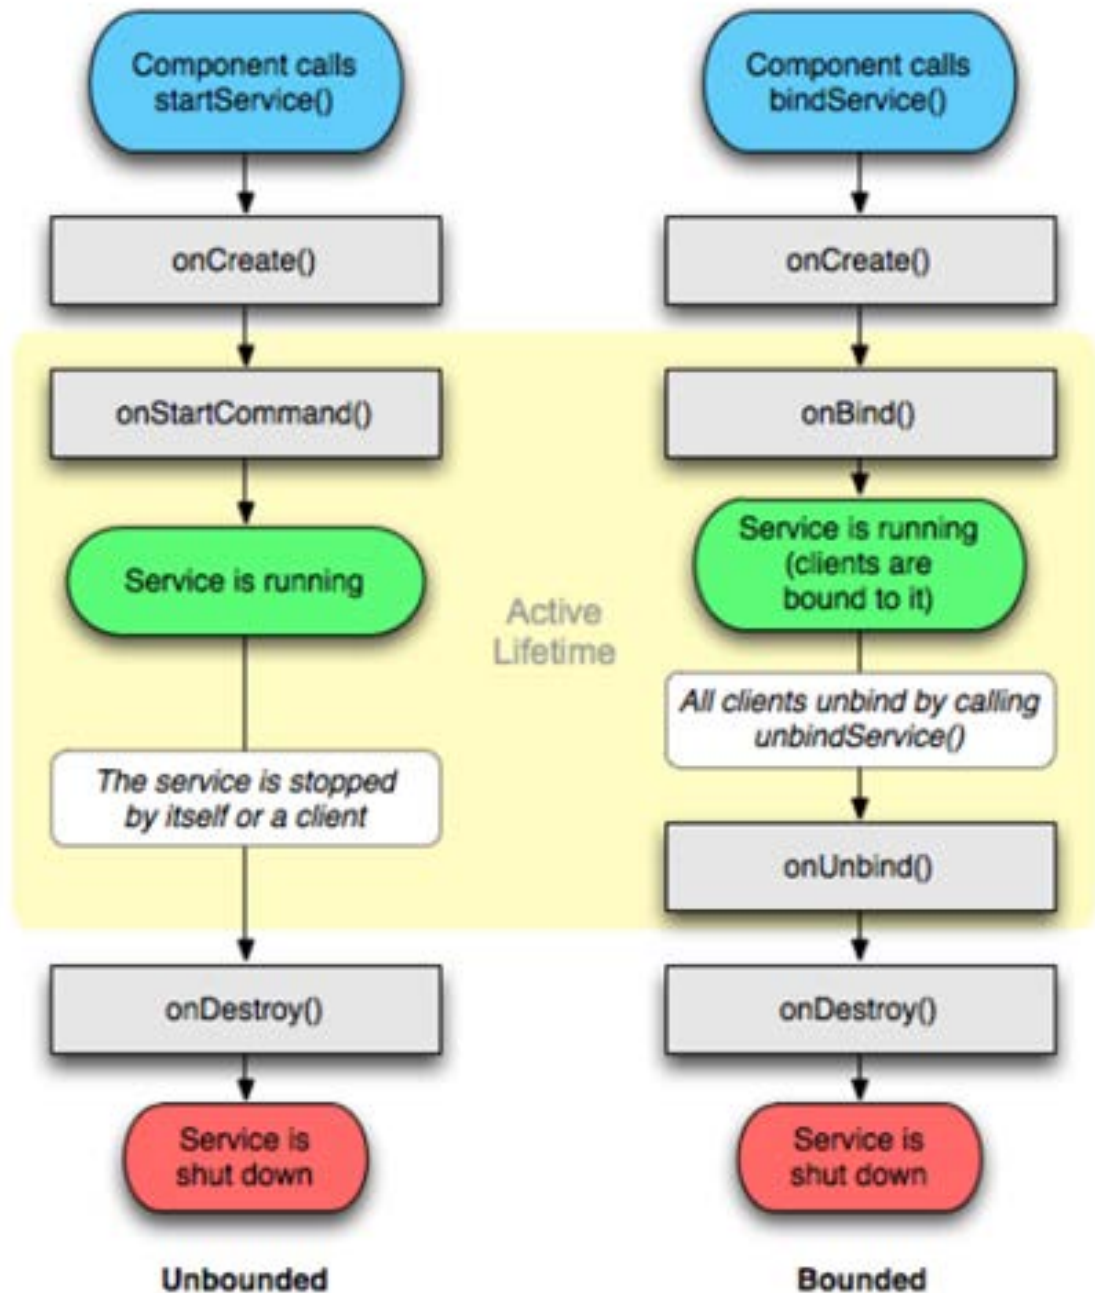 Component calls
startService()
onCreate()
onStartCommand()
Service is running
The service is stopped
by itself or a client
onDestroy()
Service is
shut down
Unbounded
Active
Lifetime
Component calls
bindService()
onCreate()
onBind()
Service is running
(clients are
bound to it)
All clients unbind by calling
unbindService()
onUnbind()
onDestroy()
Service is
shut down
Bounded